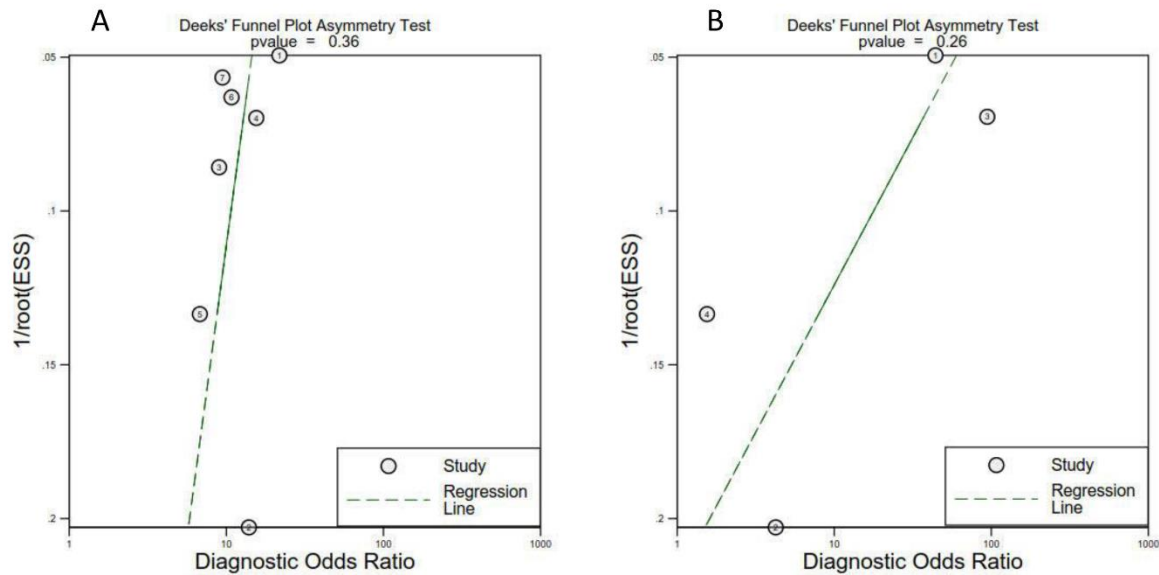 A
Deeks' Funnel Plot Asymmetry Test
pvalue = 0.36
.05
.1
.15
.2
1/root(ESS)
1
7
6
4
3
5
2
Study
Regression
Line
1
10
100
1000
Diagnostic Odds Ratio
B
Deeks' Funnel Plot Asymmetry Test
pvalue = 0.26
.05
.1
.15
.2
1/root(ESS)
1
3
4
2
Study
Regression
Line
1
10
100
1000
Diagnostic Odds Ratio